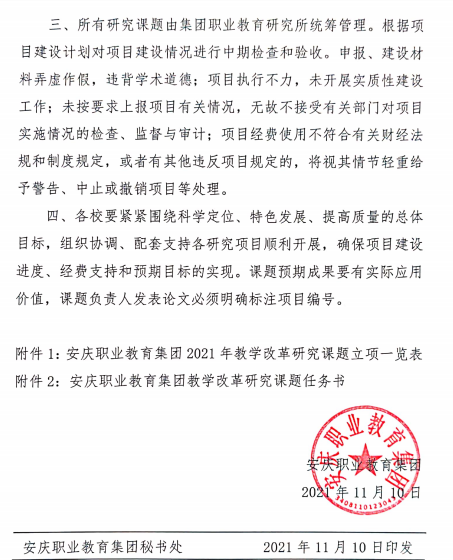 三、所有研究课题由集团职业教育研究所统筹管理。根据项
目建设计划对项目建设情况进行中期检查和验收。申报、建设材
料弄虚作假，违背学术道德；项目执行不力，未开展实质性建设
工作；未按要求上报项目有关情况，无故不接受有关部门对项目
实施情况的检查、监督与审计；项目经费使用不符合有关财经法
规和制度规定，或者有其他违反项目规定的，将视其情节轻重给
予警告、中止或撤销项目等处理。
四、各校要紧紧围绕科学定位、特色发展、提高质量的总体
目标，组织协调、配套支持各研究项目顺利开展，确保项目建设
进度、经费支持和预期目标的实现。课题预期成果要有实际应用
价值，课题负责人发表论文必须明确标注项目编号。
附件 1：安庆职业教育集团 2021 年教学改革研究课题立项一览表
附件 2：安庆职业教育集团教学改革研究课题任务书
安庆职业教育集团
安庆职业教育集团
2021 年 11 月 10 日
安庆职业教育集团秘书处 2021 年 11 月 10 日印发